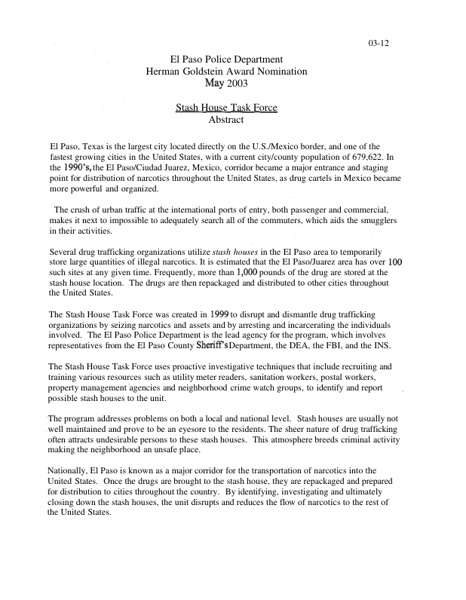 03-12
El Paso Police Department
Herman Goldstein Award Nomination
May 2003
Stash House Task Force
Abstract
El Paso, Texas is the largest city located directly on the U.S./Mexico border, and one of the
fastest growing cities in the United States, with a current city/county population of 679,622. In
the 1990's, the El Paso/Ciudad Juarez, Mexico, corridor became a major entrance and staging
point for distribution of narcotics throughout the United States, as drug cartels in Mexico became
more powerful and organized.
The crush of urban traffic at the international ports of entry, both passenger and commercial,
makes it next to impossible to adequately search all of the commuters, which aids the smugglers
in their activities.
Several drug trafficking organizations utilize stash houses in the El Paso area to temporarily
store large quantities of illegal narcotics. It is estimated that the El Paso/Juarez area has over 100
such sites at any given time. Frequently, more than 1,000 pounds of the drug are stored at the
stash house location. The drugs are then repackaged and distributed to other cities throughout
the United States.
The Stash House Task Force was created in 1999 to disrupt and dismantle drug trafficking
organizations by seizing narcotics and assets and by arresting and incarcerating the individuals
involved. The El Paso Police Department is the lead agency for the program, which involves
representatives from the El Paso County Sheriff's Department, the DEA, the FBI, and the INS.
The Stash House Task Force uses proactive investigative techniques that include recruiting and
training various resources such as utility meter readers, sanitation workers, postal workers,
property management agencies and neighborhood crime watch groups, to identify and report
possible stash houses to the unit.
The program addresses problems on both a local and national level. Stash houses are usually not
well maintained and prove to be an eyesore to the residents. The sheer nature of drug trafficking
often attracts undesirable persons to these stash houses. This atmosphere breeds criminal activity
making the neighborhood an unsafe place.
Nationally, El Paso is known as a major corridor for the transportation of narcotics into the
United States. Once the drugs are brought to the stash house, they are repackaged and prepared
for distribution to cities throughout the country. By identifying, investigating and ultimately
closing down the stash houses, the unit disrupts and reduces the flow of narcotics to the rest of
the United States.